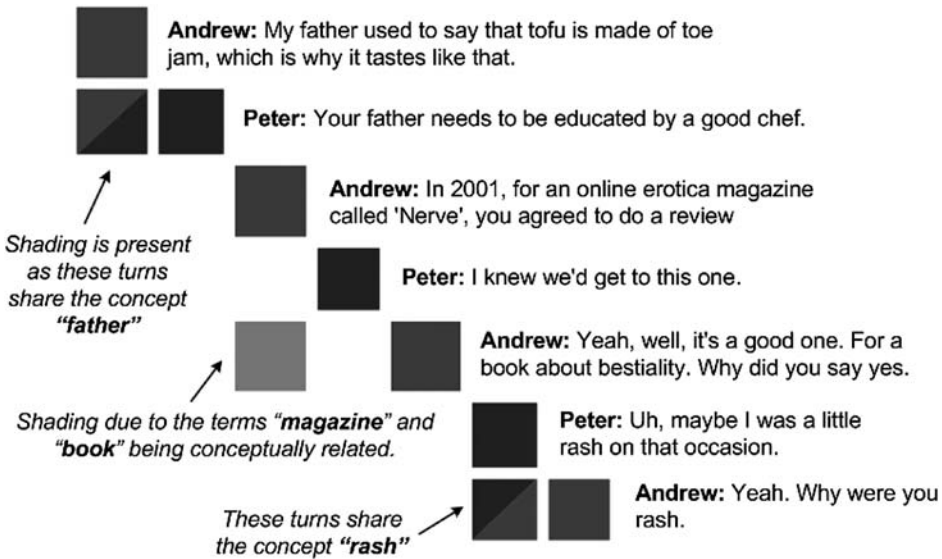 Andrew: My father used to say that tofu is made of toe
jam, which is why it tastes like that.
Peter: Your father needs to be educated by a good chef.
Andrew: In 2001, for an online erotica magazine
called 'Nerve', you agreed to do a review
Shading is present
as these turns
share the concept
"father"
Peter: I knew we'd get to this one.
Andrew: Yeah, well, it's a good one. For a
book about bestiality. Why did you say yes.
Shading due to the terms "magazine" and
"book" being conceptually related.
Peter: Uh, maybe I was a little
rash on that occasion.
Andrew: Yeah. Why were you
rash.
These turns share
the concept "rash"